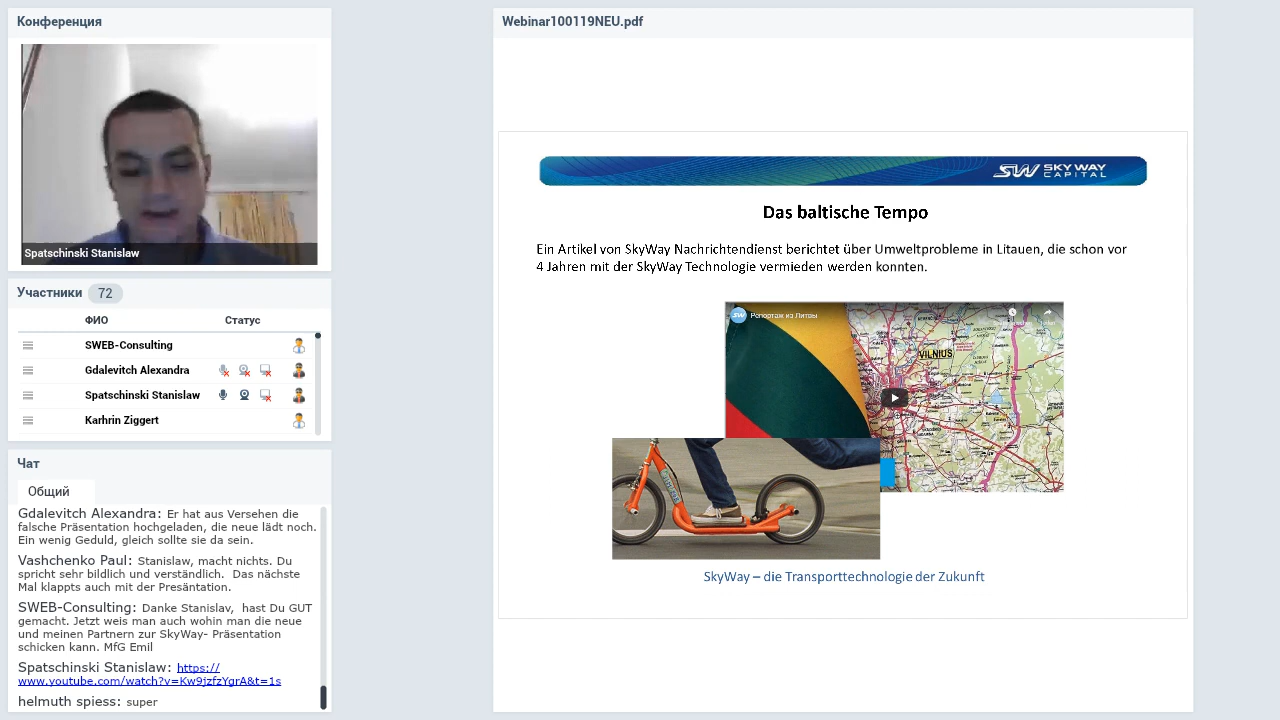 Конференция
Spatschinski Stanislaw
Участники 72
ФИО Статус
SWEB-Consulting
Gdalevitch Alexandra
Spatschinski Stanislaw
Karhrin Ziggert
Чат
Общий
Gdalevitch Alexandra: Er hat aus Versehen die
falsche Präsentation hochgeladen, die neue lädt noch.
Ein wenig Geduld, gleich sollte sie da sein.
Vashchenko Paul: Stanislaw, macht nichts. Du
spricht sehr bildlich und verständlich. Das nächste
Mal klappts auch mit der Presäntation.
SWEB-Consulting: Danke Stanislav, hast Du GUT
gemacht. Jetzt weis man auch wohin man die neue
und meinen Partnern zur SkyWay- Präsentation
schicken kann. MfG Emil
Spatschinski Stanislaw: https://
www.youtube.com/watch?v=Kw9jzfzYgrA&t=1s
helmuth spiess: super
Webinar100119NEU.pdf
SW SKY WAY
CAPITAL
Das baltische Tempo
Ein Artikel von SkyWay Nachrichtendienst berichtet über Umweltprobleme in Litauen, die schon vor
4 Jahren mit der SkyWay Technologie vermieden werden konnten.
SW Репортаж из Литвы
VILNIUS
SkyWay – die Transporttechnologie der Zukunft